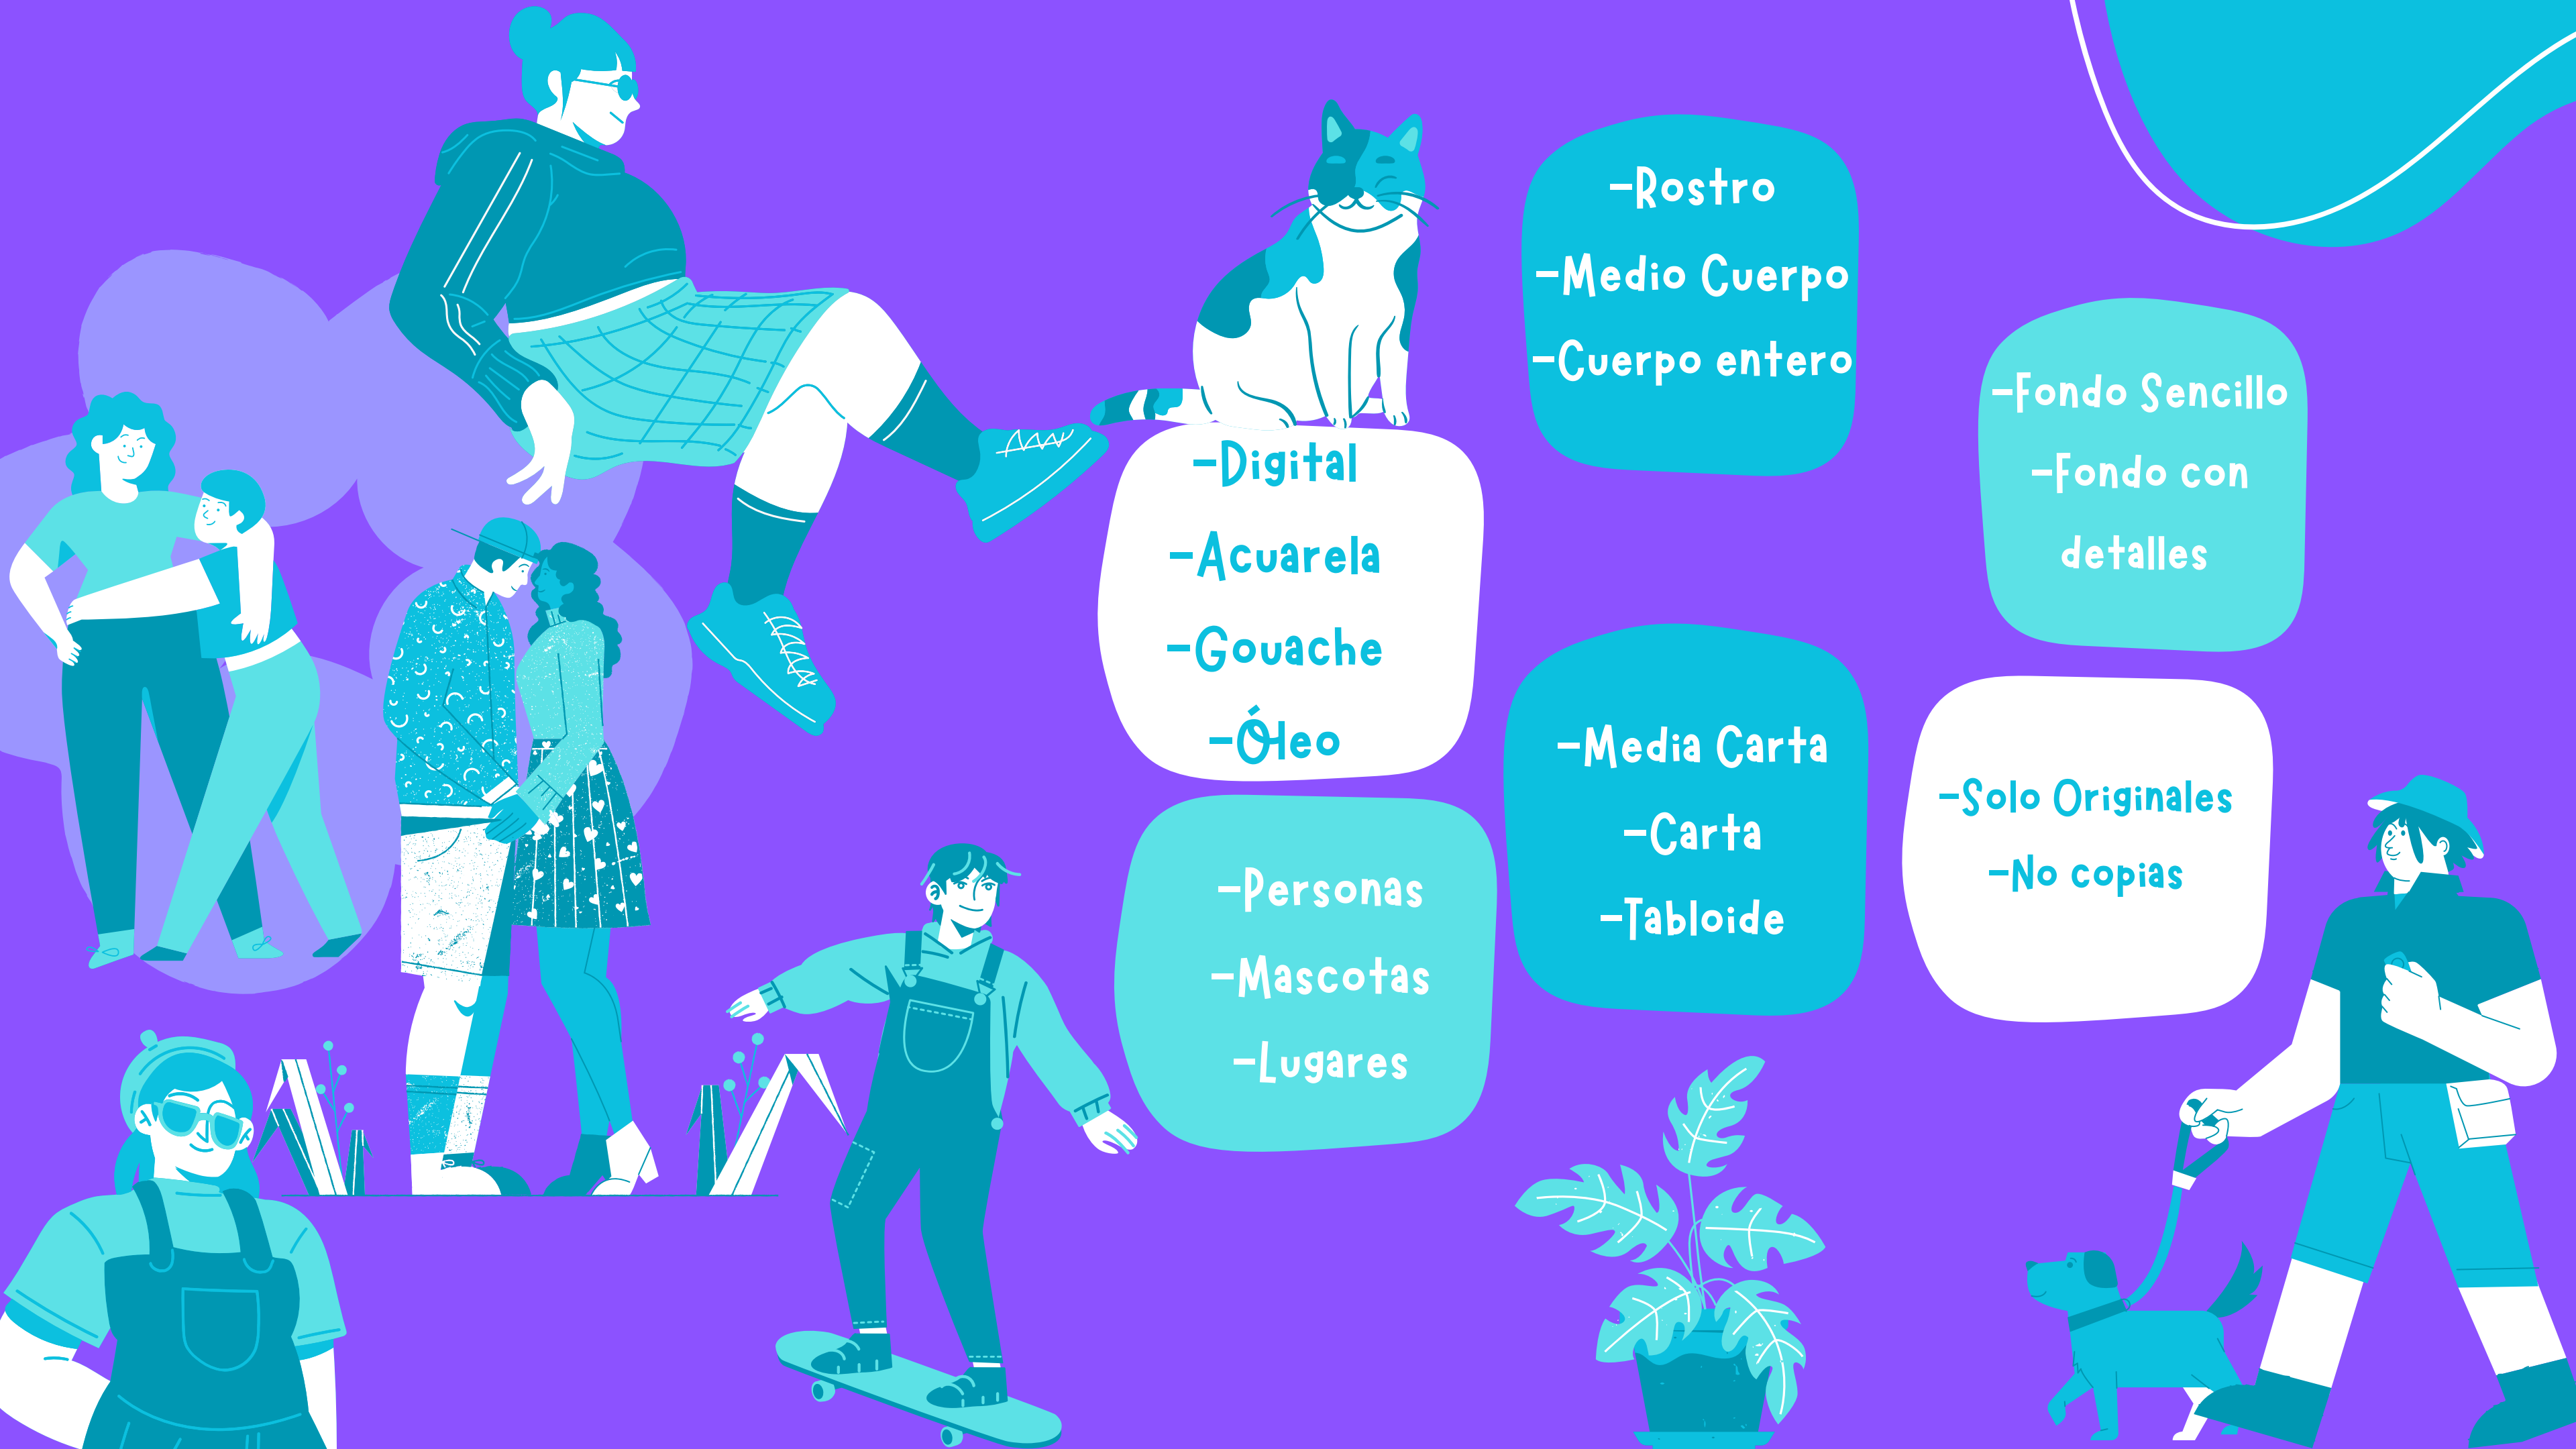 -Digital
-Acuarela
-Gouache
-Óleo
-Personas
-Mascotas
-Lugares
-Rostro
-Medio Cuerpo
-Cuerpo entero
-Media Carta
-Carta
-Tabloide
-Fondo Sencillo
-Fondo con
detalles
-Solo Originales
-No copias